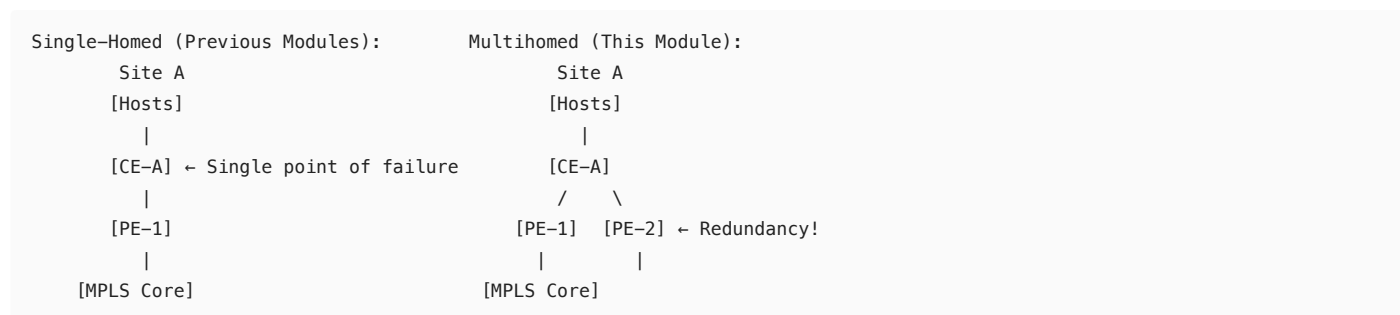 Single-Homed (Previous Modules):         Multihomed (This Module):
        Site A                                  Site A
       [Hosts]                                 [Hosts]
          |                                       |
       [CE-A] ← Single point of failure        [CE-A]
          |                                     /    \
       [PE-1]                               [PE-1]  [PE-2] ← Redundancy!
          |                                   |        |
    [MPLS Core]                          [MPLS Core]